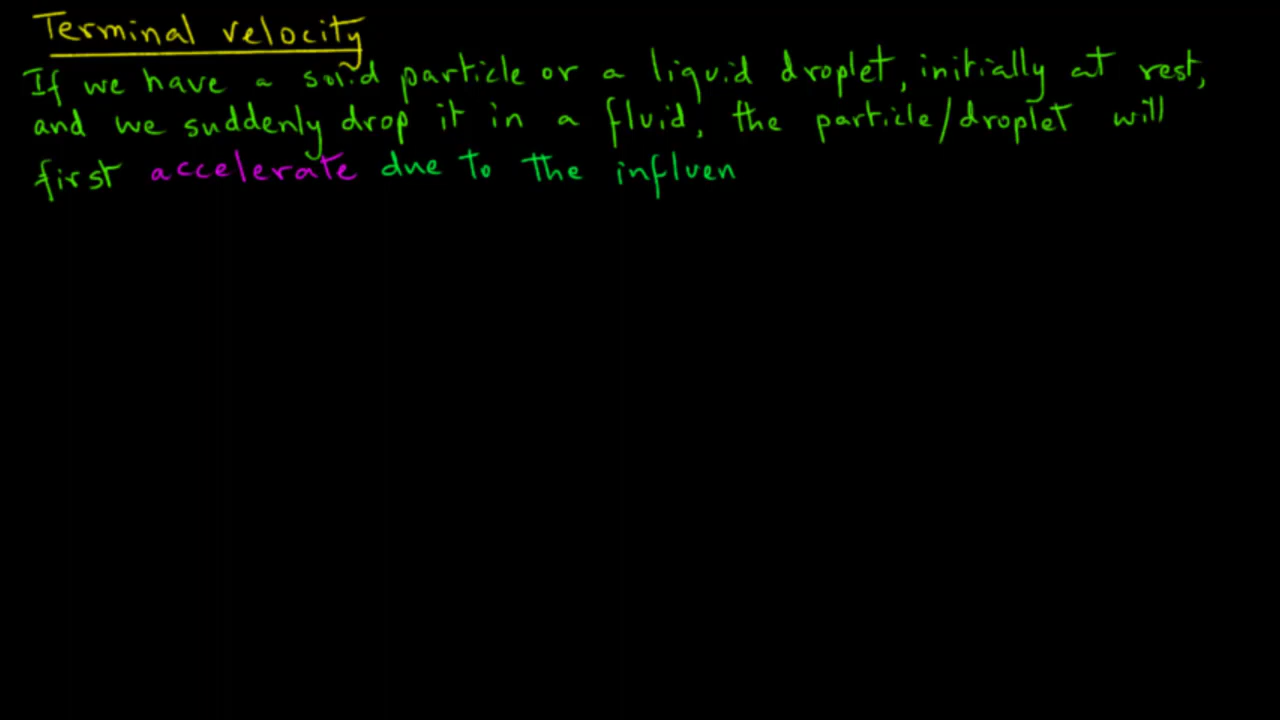 Terminal velocity
If we have a solid particle or a liquid droplet, initially at rest,
and we suddenly drop it in a fluid, the particle/droplet will
first accelerate due to the influen